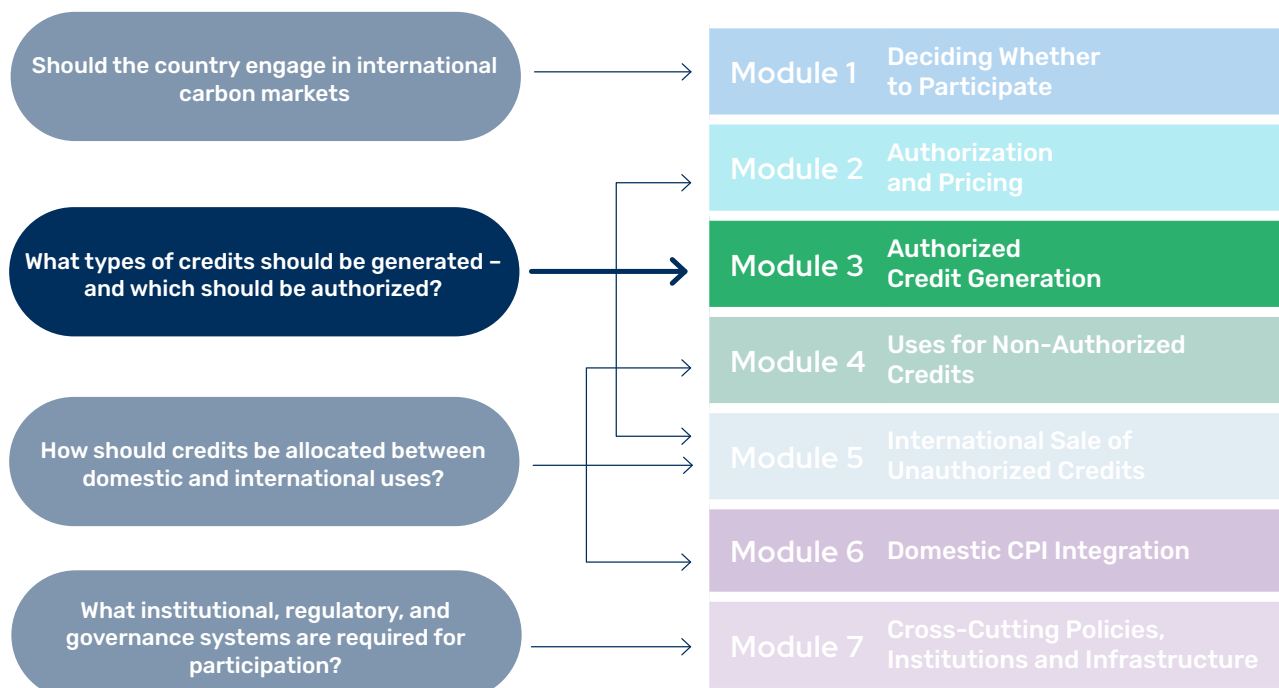 Should the country engage in international
carbon markets
What types of credits should be generated –
and which should be authorized?
How should credits be allocated between
domestic and international uses?
What institutional, regulatory, and
governance systems are required for
participation?
Module 1
Deciding Whether
to Participate
Module 2
Authorization
and Pricing
Module 3
Authorized
Credit Generation
Module 4
Uses for Non-Authorized
Credits
Module 5
International Sale of
Unauthorized Credits
Module 6
Domestic CPI Integration
Module 7
Cross-Cutting Policies,
Institutions and Infrastructure